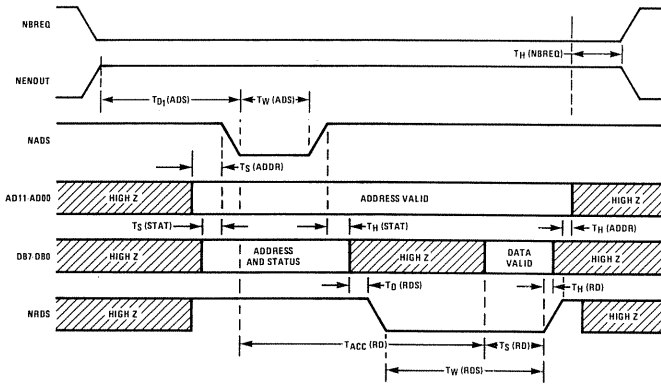 NBREQ
TH (NBREQ)
NENOUT
TD1 (ADS) TW (ADS)
NADS
TS (ADDR)
AD11-AD00 HIGH Z ADDRESS VALID HIGH Z
TS (STAT) TH (STAT) TH (ADDR)
DB7-DB0 HIGH Z ADDRESS AND STATUS HIGH Z DATA VALID HIGH Z
TD (RDS) TH (RD)
NRDS HIGH Z HIGH Z
TACC (RD) TS (RD)
TW (RDS)